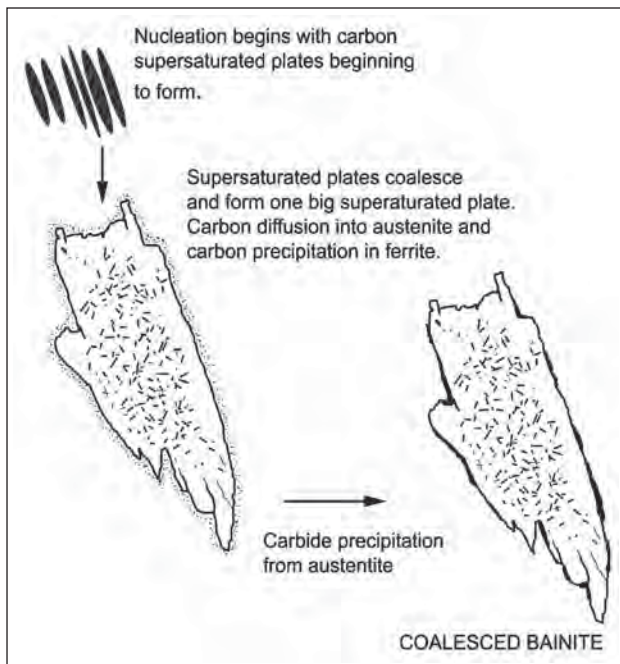 Nucleation begins with carbon
supersaturated plates beginning
to form.
Supersaturated plates coalesce
and form one big superaturated plate.
Carbon diffusion into austenite and
carbon precipitation in ferrite.
Carbide precipitation
from austentite
COALESCED BAINITE